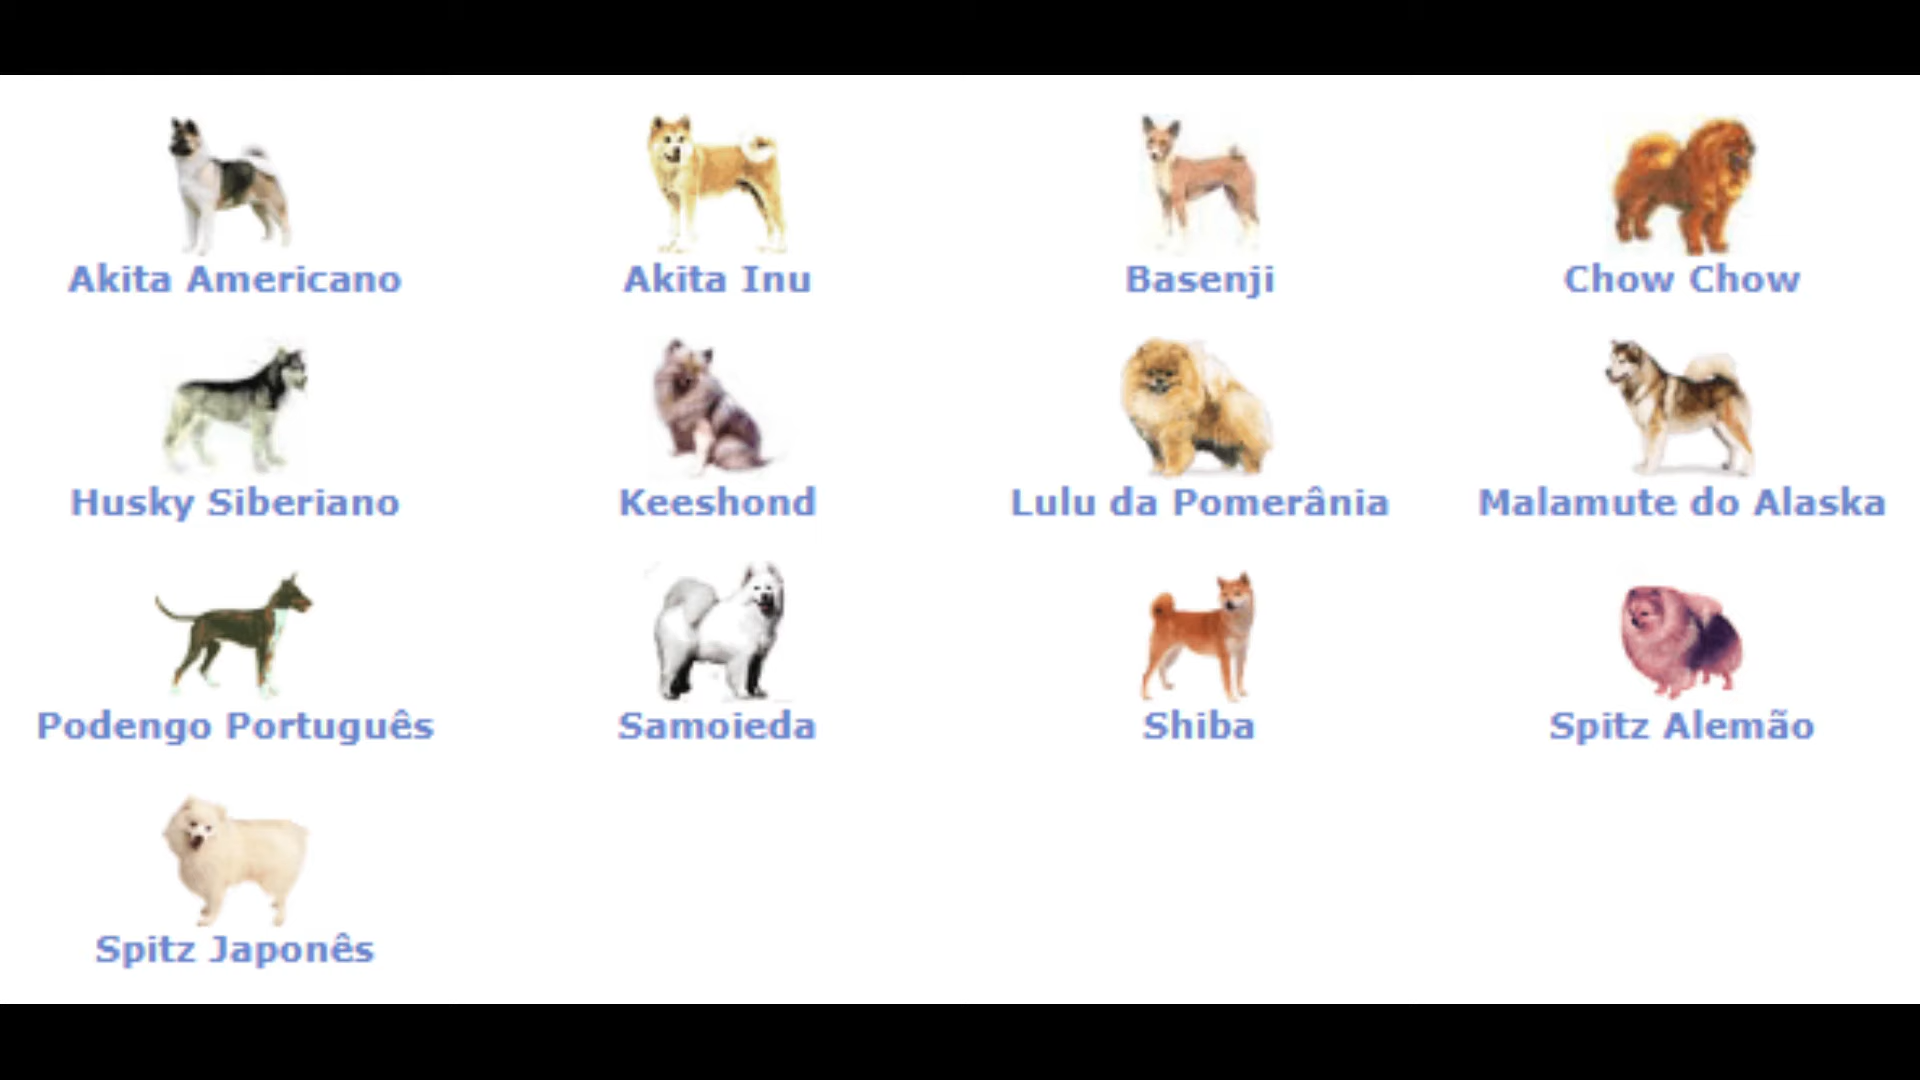 Akita Americano
Akita Inu
Basenji
Chow Chow
Husky Siberiano
Keeshond
Lulu da Pomerânia
Malamute do Alaska
Podengo Português
Samoieda
Shiba
Spitz Alemão
Spitz Japonês